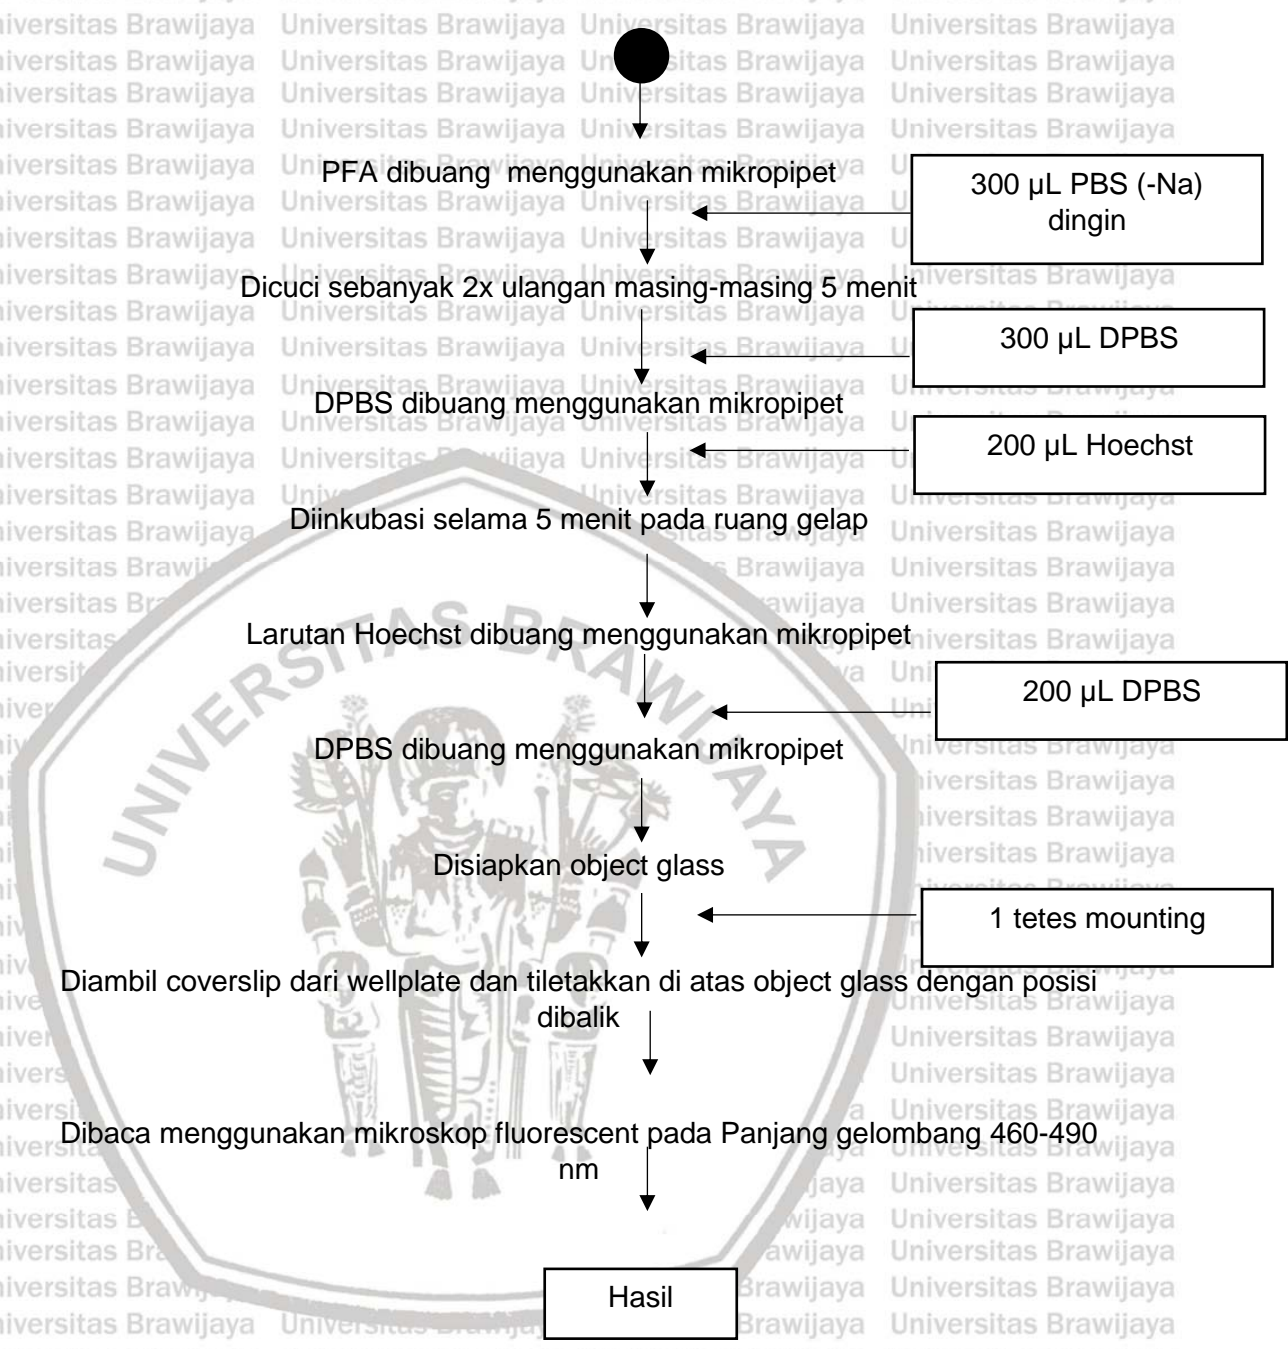 PFA dibuang menggunakan mikropipet
300 µL PBS (-Na)
dingin
Dicuci sebanyak 2x ulangan masing-masing 5 menit
300 µL DPBS
DPBS dibuang menggunakan mikropipet
200 µL Hoechst
Diinkubasi selama 5 menit pada ruang gelap
Larutan Hoechst dibuang menggunakan mikropipet
200 µL DPBS
DPBS dibuang menggunakan mikropipet
Disiapkan object glass
1 tetes mounting
Diambil coverslip dari wellplate dan tiletakkan di atas object glass dengan posisi
dibalik
Dibaca menggunakan mikroskop fluorescent pada Panjang gelombang 460-490
nm
Hasil
UNIVERSITAS BRAWIJAYA